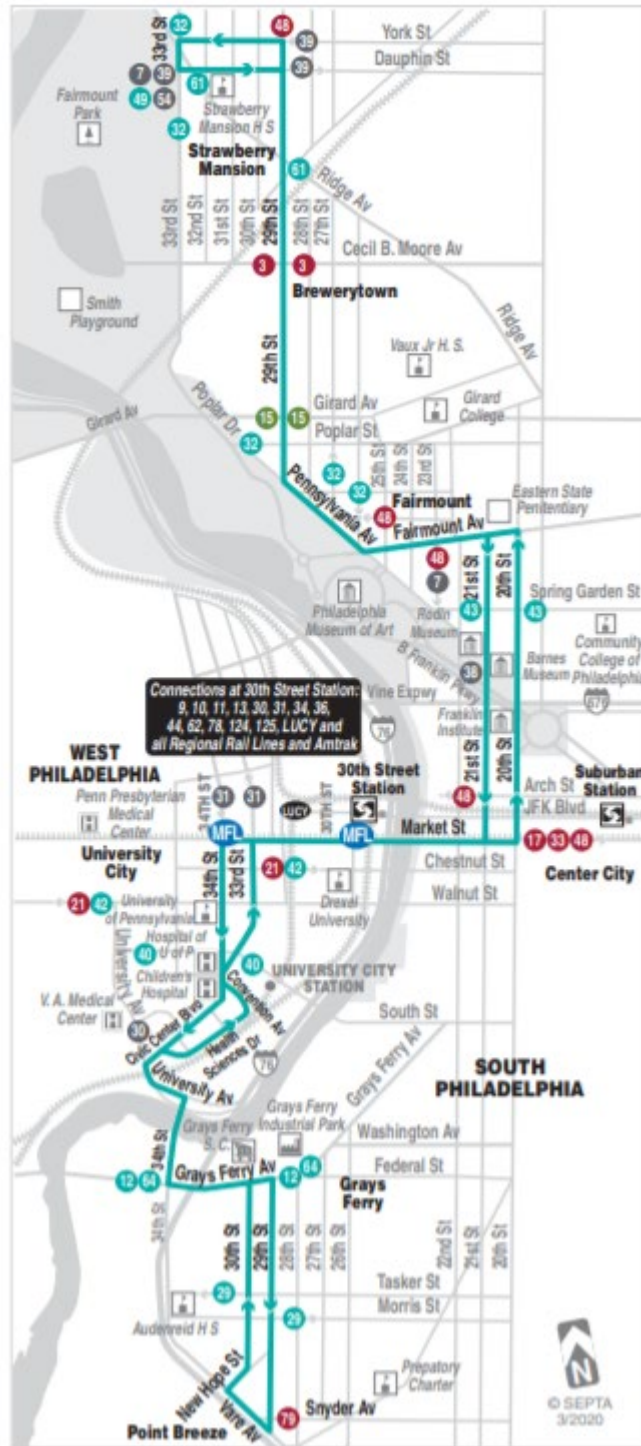 33rd St
32
48
York St
39
Dauphin St
39
7
39
49
54
61
Strawberry
Mansion H S
Fairmount
Park
32
Strawberry
Mansion
61
Ridge Av
33rd St
32nd St
31st St
30th St
29th St
28th St
27th St
Cecil B. Moore Av
3
3
Brewerytown
Smith
Playground
Ridge Av
29th St
Vaux Jr H. S.
Girard Av
Poplar Dr
15
15
Girard Av
Girard
College
32
Poplar St
32
32
25th St
24th St
23rd St
Pennsylvania Av
48
Fairmount
Fairmount Av
Eastern State
Penitentiary
48
7
21st St
20th St
Spring Garden St
43
43
Philadelphia
Museum of Art
Rodin
Museum
Community
College of
Philadelphia
38
B Franklin Pkwy
Barnes
Museum
Vine Expwy
676
Franklin
Institute
Connections at 30th Street Station:
9, 10, 11, 13, 30, 31, 34, 36,
44, 62, 78, 124, 125, LUCY and
all Regional Rail Lines and Amtrak
76
WEST
PHILADELPHIA
30th Street
Station
21st St
20th St
48
Arch St
Suburban
Station
JFK Blvd
Penn Presbyterian
Medical
Center
34TH ST
31
31
LUCY
30TH ST
MFL
MFL
Market St
17
33
48
Center City
University
City
34th St
33rd St
21
42
Chestnut St
Drexel
University
Walnut St
21
42
University
of Pennsylvania
Hospital of
U of P
40
University Av
Children's
Hospital
40
Convention Av
UNIVERSITY CITY
STATION
V. A. Medical
Center
30
Civic Center Blvd
Health
Sciences Dr
South St
76
University Av
Grays Ferry Av
SOUTH
PHILADELPHIA
34th St
Grays Ferry
S. C.
Grays Ferry
Industrial Park
Washington Av
12
64
Grays Ferry Av
12
64
Federal St
Grays
Ferry
34th St
30th St
29th St
28th St
27th St
26th St
22nd St
21st St
20th St
29
Tasker St
29
Morris St
Audenreid H S
New Hope St
Vare Av
Prepatory
Charter
79
Snyder Av
Point Breeze
N
© SEPTA
3/2020